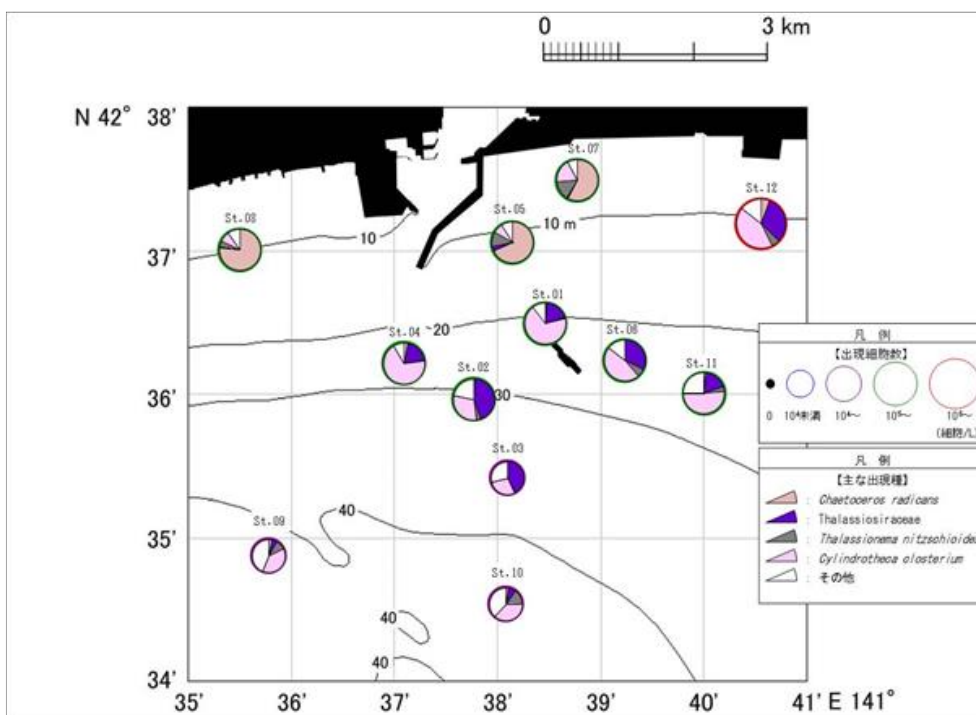 0 3 km
N 42° 38'
St.07
St.12
St.08
St.05
10
10 m
37'
St.01
20
St.04
St.06
St.02
St.11
36'
30
St.03
40
St.09
35'
St.10
40
40
34'
35' 36' 37' 38' 39' 40' 41' E 141°
凡 例
【出現細胞数】
0 10⁴未満 10⁴~ 10⁵~ 10⁶~
(細胞/L)
凡 例
【主な出現種】
: Chaetoceros radicans
: Thalassiosiraceae
: Thalassionema nitzschioides
: Cylindrotheca closterium
: その他